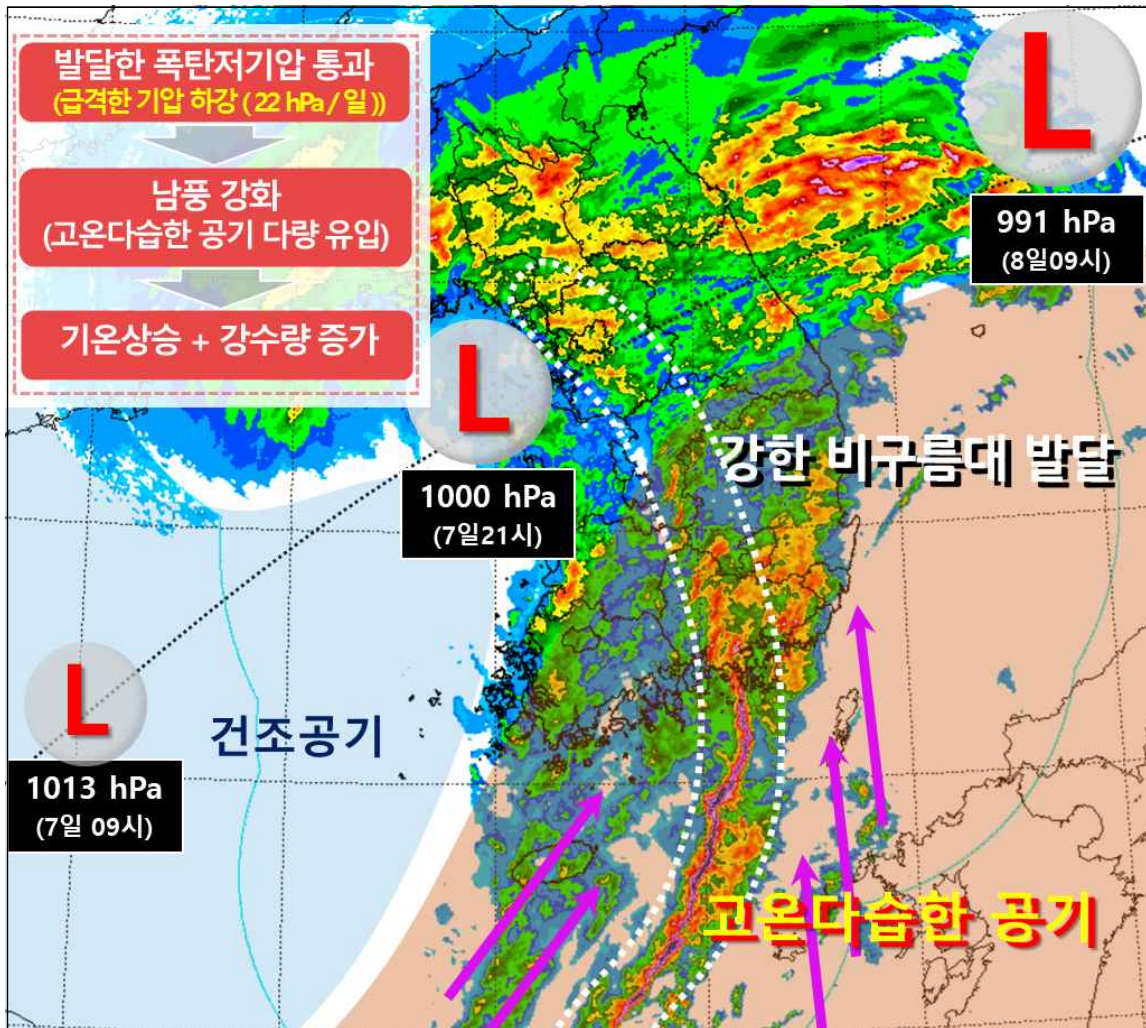 발달한 폭탄저기압 통과
(급격한 기압 하강 ( 22 hPa / 일 ))
남풍 강화
(고온다습한 공기 다량 유입)
기온상승 + 강수량 증가
L
991 hPa
(8일09시)
L
1000 hPa
(7일21시)
강한 비구름대 발달
L
1013 hPa
(7일 09시)
건조공기
고온다습한 공기